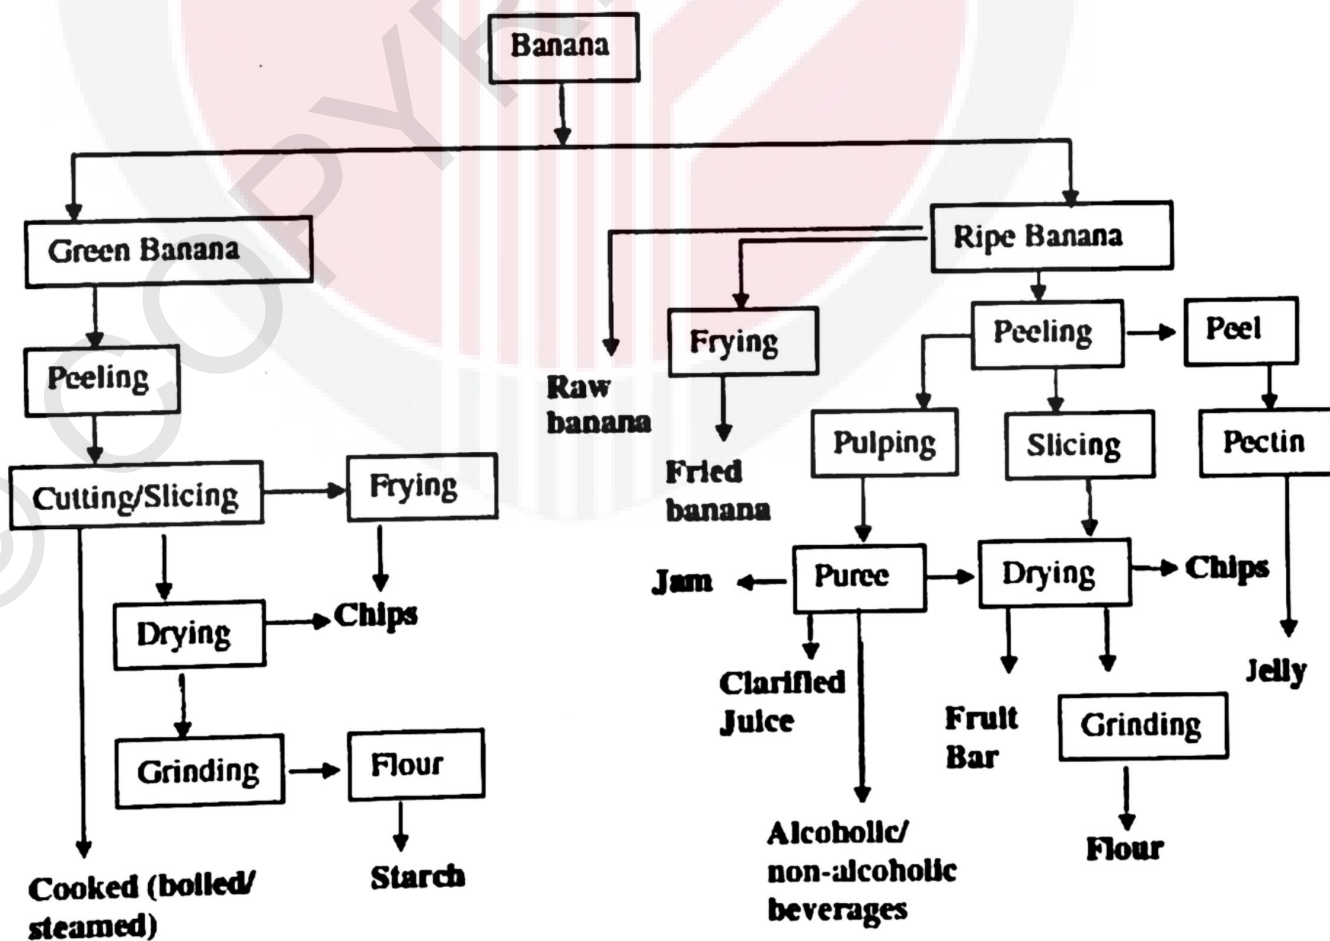 Banana
Green Banana
Ripe Banana
Peeling
Cutting/Slicing
Frying
Drying
Chips
Grinding
Flour
Cooked (boiled/
steamed)
Starch
Raw
banana
Frying
Fried
banana
Peeling
Peel
Pulping
Slicing
Pectin
Jam
Puree
Drying
Chips
Clarified
Juice
Fruit
Bar
Grinding
Jelly
Alcoholic/
non-alcoholic
beverages
Flour
© COPYR